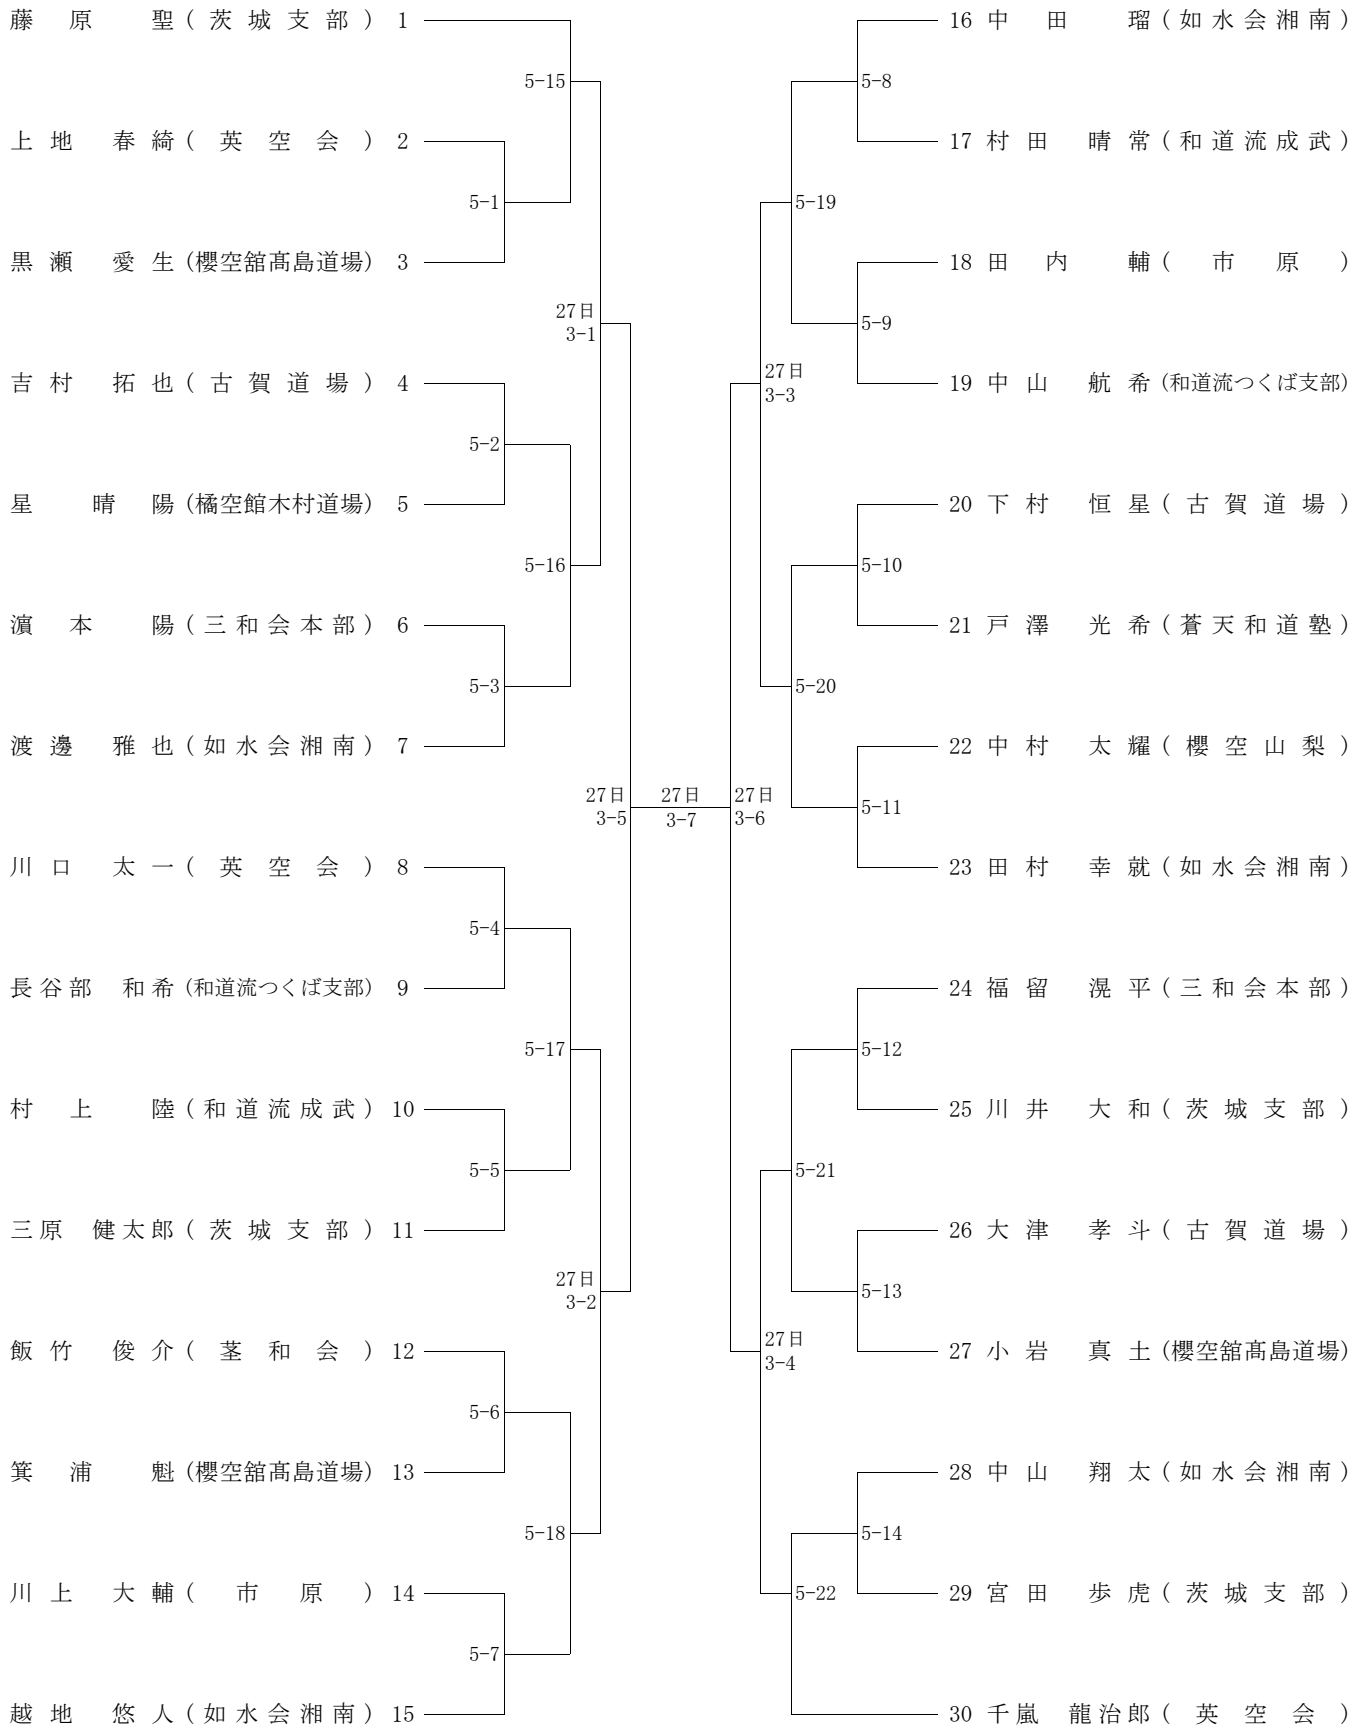 藤原 聖(茨城支部) 1
5-15
上地 春綺(英空会) 2
5-1
黒瀬 愛生(櫻空舘髙島道場) 3
27日
3-1
吉村 拓也(古賀道場) 4
5-2
星 晴陽(橘空館木村道場) 5
5-16
濵本 陽(三和会本部) 6
5-3
渡邊 雅也(如水会湘南) 7
27日
3-5
川口 太一(英空会) 8
5-4
長谷部 和希(和道流つくば支部) 9
5-17
村上 陸(和道流成武) 10
5-5
三原 健太郎(茨城支部) 11
27日
3-2
飯竹 俊介(茎和会) 12
5-6
箕浦 魁(櫻空舘髙島道場) 13
5-18
川上 大輔(市原) 14
5-7
越地 悠人(如水会湘南) 15
27日
3-7
16 中田 瑠(如水会湘南)
5-8
17 村田 晴常(和道流成武)
5-19
18 田内 輔(市原)
5-9
27日
3-3
19 中山 航希(和道流つくば支部)
20 下村 恒星(古賀道場)
5-10
21 戸澤 光希(蒼天和道塾)
5-20
22 中村 太耀(櫻空山梨)
27日
3-6
5-11
23 田村 幸就(如水会湘南)
24 福留 滉平(三和会本部)
5-12
25 川井 大和(茨城支部)
5-21
26 大津 孝斗(古賀道場)
5-13
27日
3-4
27 小岩 真土(櫻空舘髙島道場)
28 中山 翔太(如水会湘南)
5-14
29 宮田 歩虎(茨城支部)
5-22
30 千嵐 龍治郎(英空会)